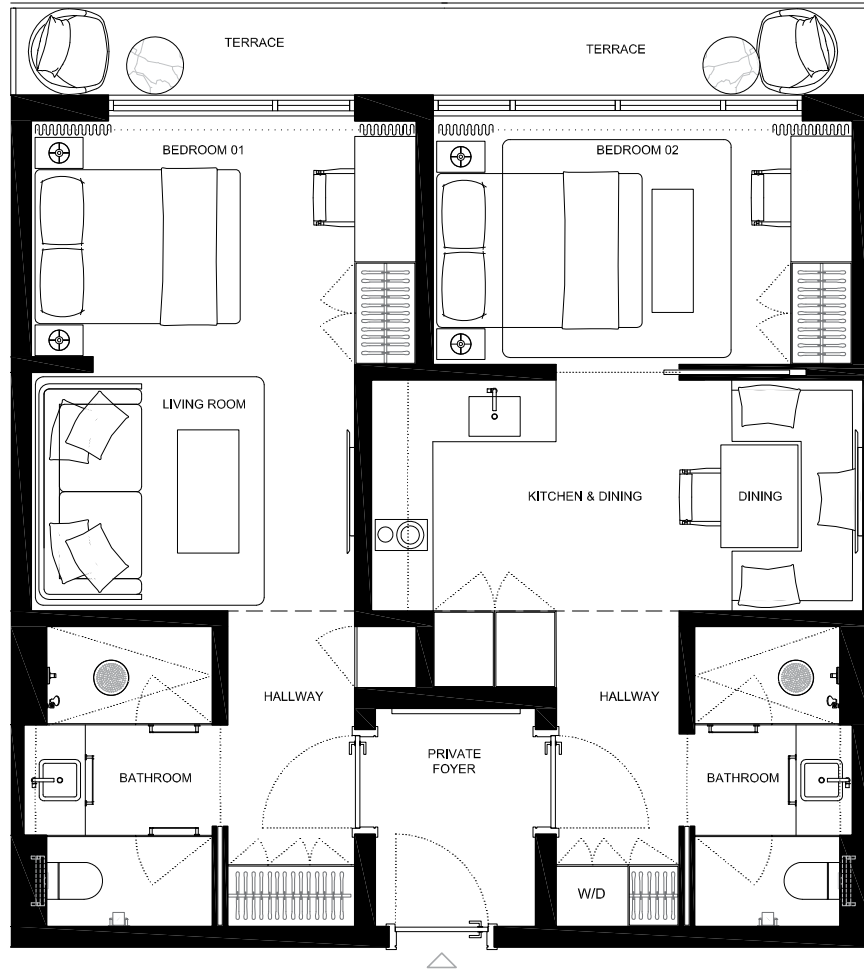 TERRACE
TERRACE
BEDROOM 01
BEDROOM 02
LIVING ROOM
KITCHEN & DINING
DINING
HALLWAY
HALLWAY
PRIVATE
FOYER
BATHROOM
BATHROOM
W/D